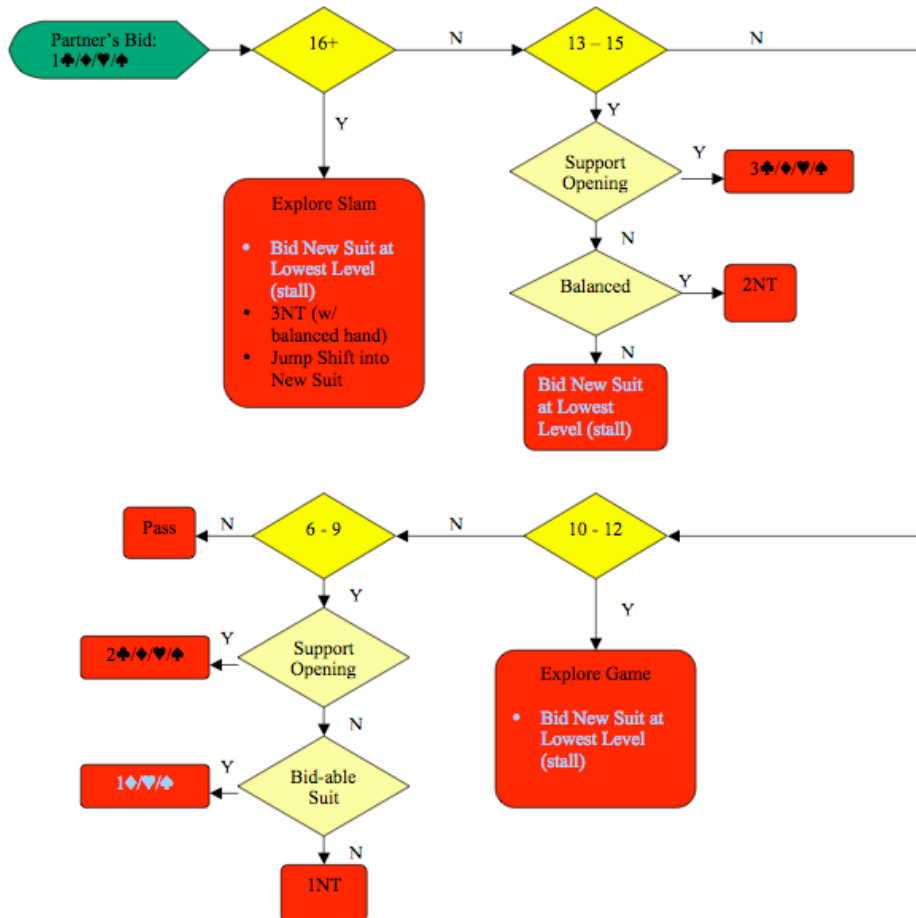 Partner's Bid:
1♣/♦/♥/♠
16+
N
13 – 15
N
Y
Y
Explore Slam
• Bid New Suit at
Lowest Level
(stall)
• 3NT (w/
balanced hand)
• Jump Shift into
New Suit
Support
Opening
Y
3♣/♦/♥/♠
N
Balanced
Y
2NT
N
Bid New Suit
at Lowest
Level (stall)
Pass
N
6 - 9
N
10 - 12
Y
Y
Support
Opening
Y
2♣/♦/♥/♠
N
Explore Game
• Bid New Suit at
Lowest Level
(stall)
Bid-able
Suit
Y
1♦/♥/♠
N
1NT